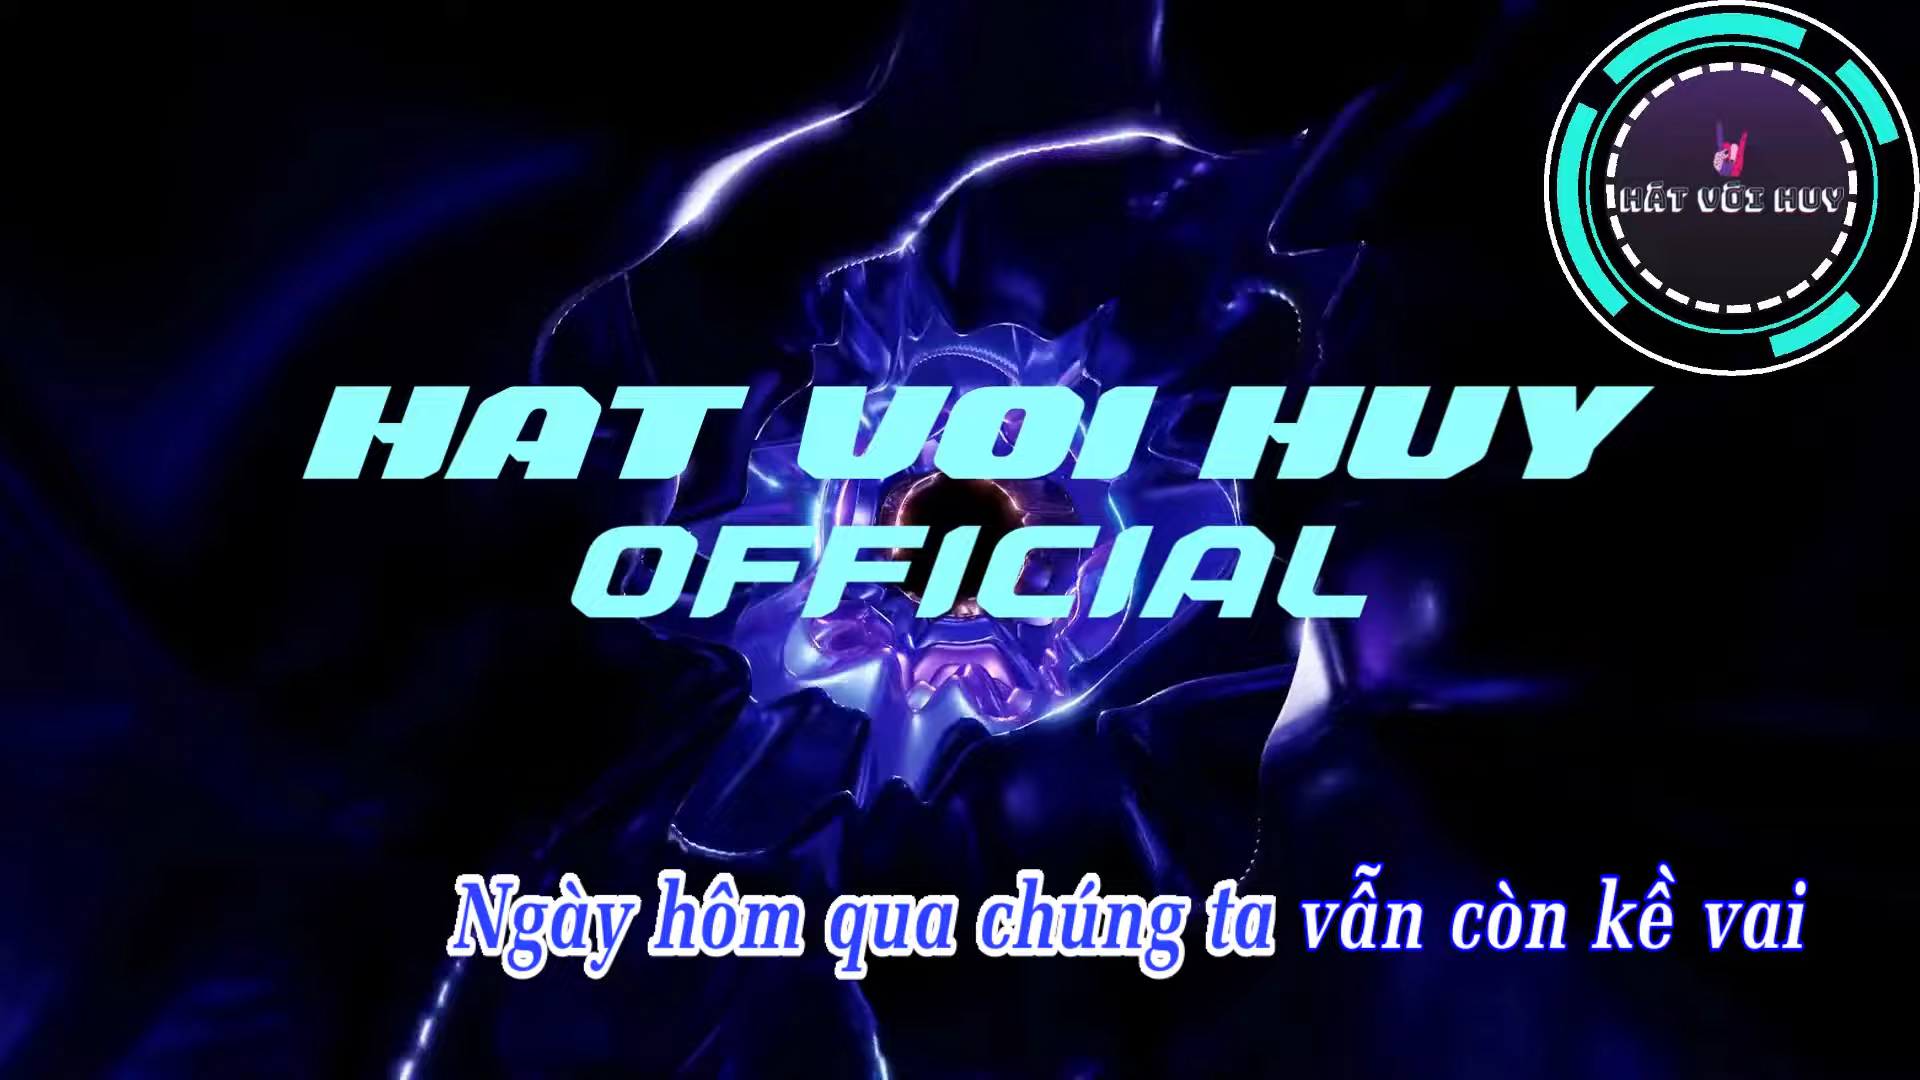 HÁT VỚI HUY
HAT VOI HUY
OFFICIAL
Ngày hôm qua chúng ta vẫn còn kề vai